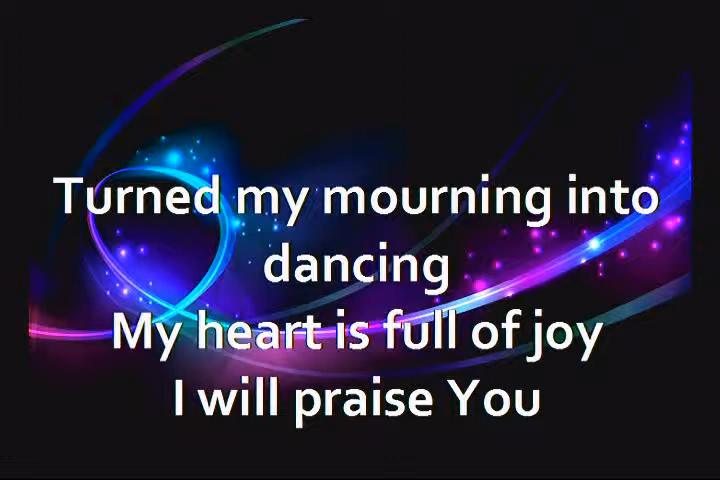 Turned my mourning into
dancing
My heart is full of joy
I will praise You